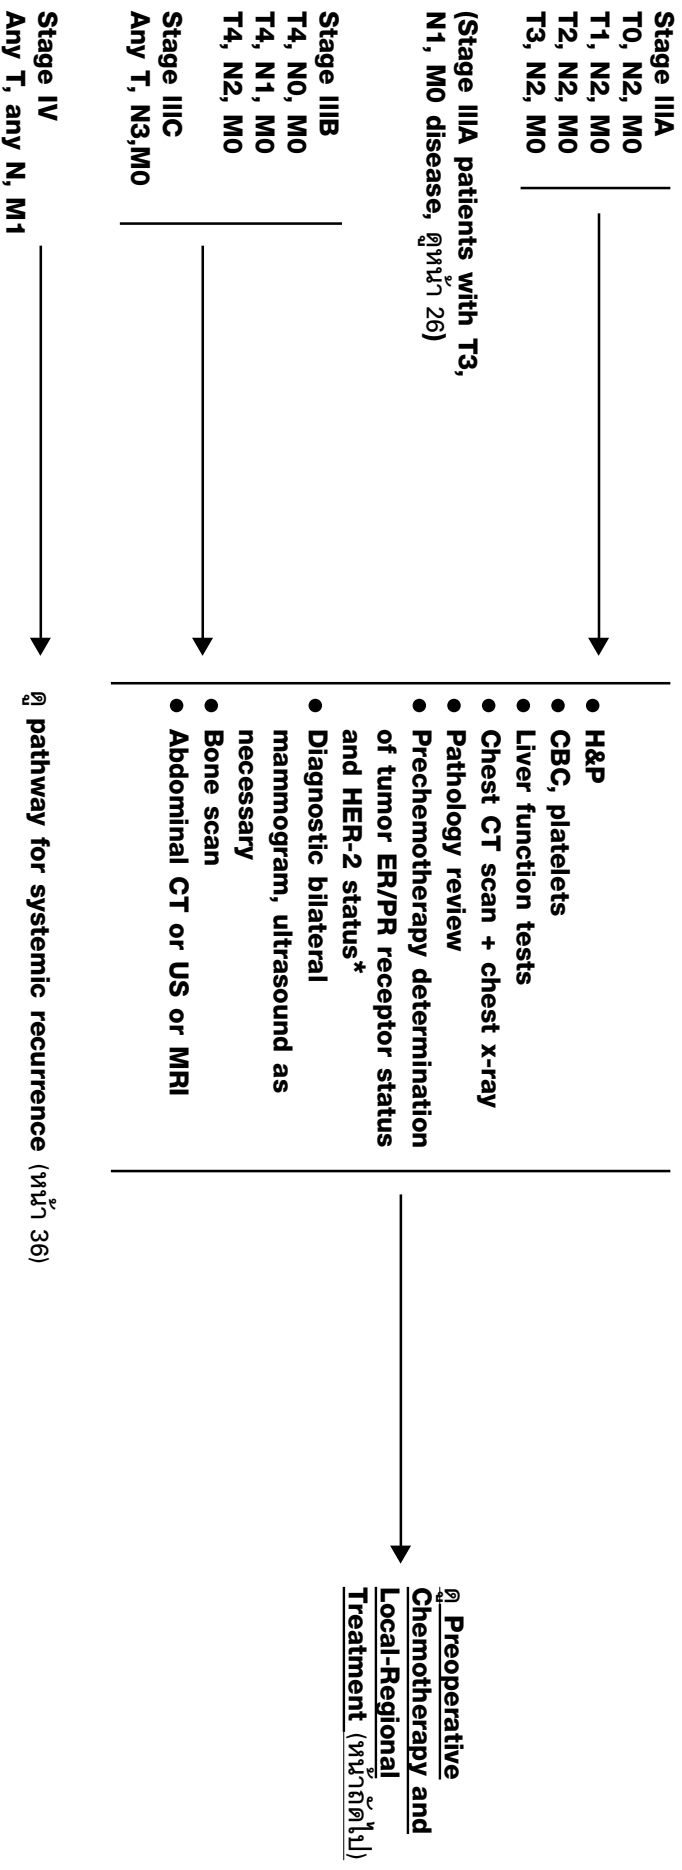 Stage IIIA
T0, N2, M0
T1, N2, M0
T2, N2, M0
T3, N2, M0
(Stage IIIA patients with T3,
N1, M0 disease, ดูหน้า 26)
Stage IIIB
T4, N0, M0
T4, N1, M0
T4, N2, M0
Stage IIIC
Any T, N3,M0
Stage IV
Any T, any N, M1
● H&P
● CBC, platelets
● Liver function tests
● Chest CT scan + chest x-ray
● Pathology review
● Prechemotherapy determination
of tumor ER/PR receptor status
and HER-2 status*
● Diagnostic bilateral
mammogram, ultrasound as
necessary
● Bone scan
● Abdominal CT or US or MRI
ดู pathway for systemic recurrence (หน้า 36)
ดู Preoperative
Chemotherapy and
Local-Regional
Treatment (หน้าถัดไป)